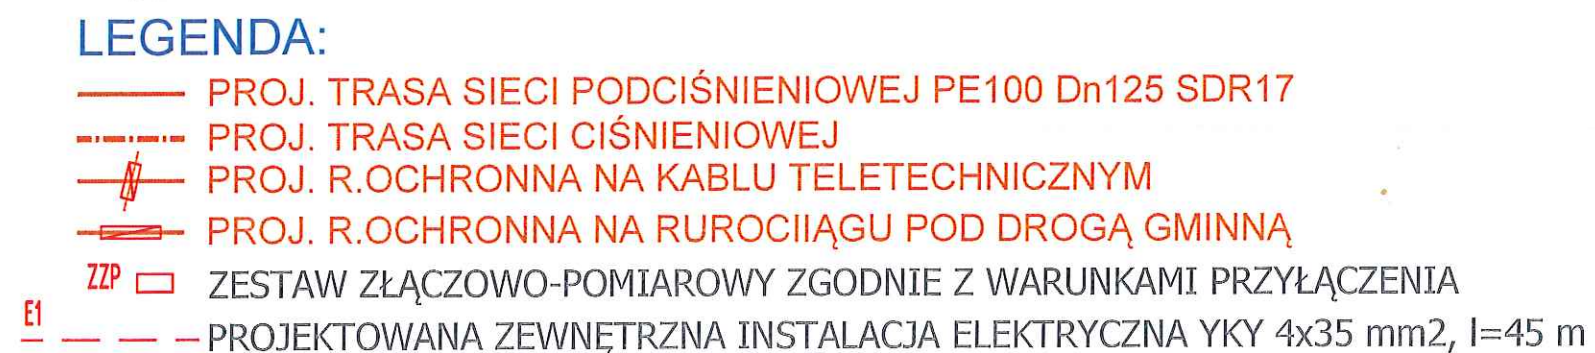 LEGENDA:
PROJ. TRASA SIECI PODCIŚNIENIOWEJ PE100 Dn125 SDR17
PROJ. TRASA SIECI CIŚNIENIOWEJ
PROJ. R.OCHRONNA NA KABLU TELETECHNICZNYM
PROJ. R.OCHRONNA NA RUROCIIĄGU POD DROGĄ GMINNĄ
ZZP ZESTAW ZŁĄCZOWO-POMIAROWY ZGODNIE Z WARUNKAMI PRZYŁĄCZENIA
E1 PROJEKTOWANA ZEWNĘTRZNA INSTALACJA ELEKTRYCZNA YKY 4x35 mm2, l=45 m